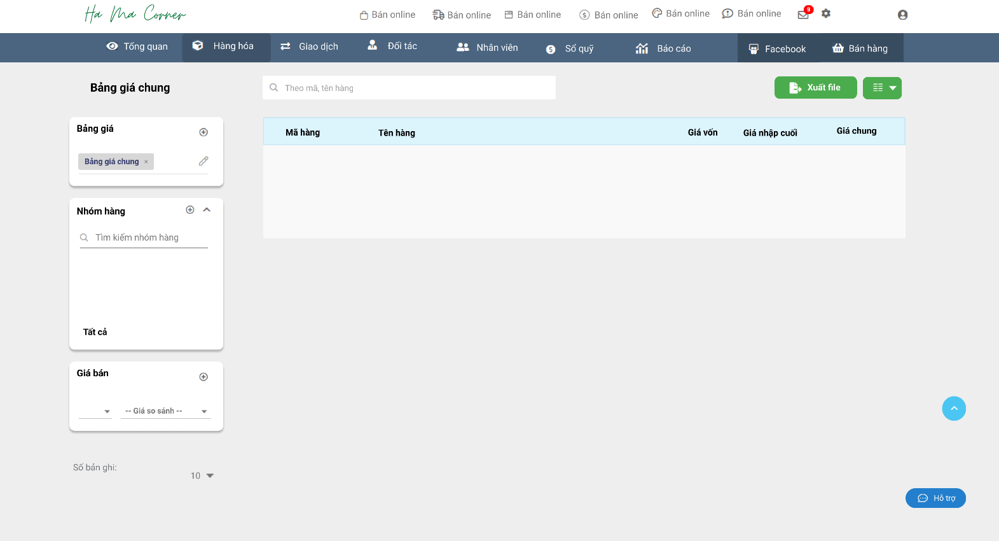 Ha Ma Corner
Bán online Bán online Bán online Bán online Bán online Bán online 9
Tổng quan Hàng hóa Giao dịch Đối tác Nhân viên Sổ quỹ Báo cáo Facebook Bán hàng
Bảng giá chung
Theo mã, tên hàng
Xuất file
Bảng giá
Bảng giá chung ×
Mã hàng Tên hàng Giá vốn Giá nhập cuối Giá chung
Nhóm hàng
Tìm kiếm nhóm hàng
Tất cả
Giá bán
-- Giá so sánh --
Số bản ghi:
10
Hỗ trợ